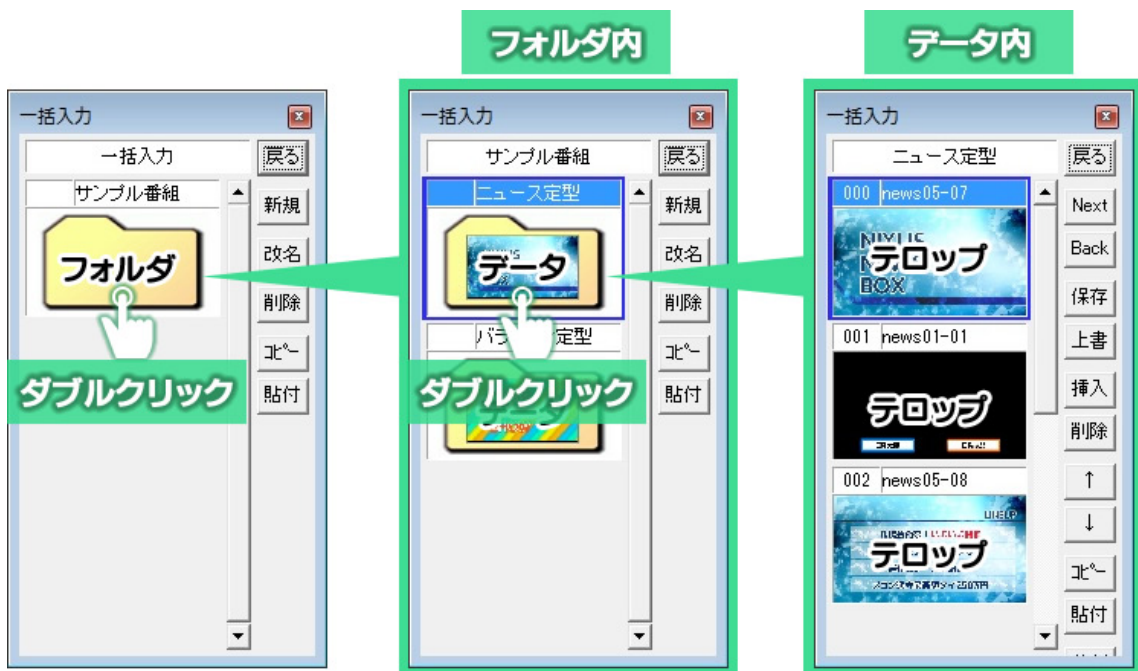 フォルダ内
データ内
一括入力
一括入力
戻る
サンプル番組
新規
改名
削除
コピー
貼付
フォルダ
ダブルクリック
一括入力
サンプル番組
戻る
ニュース定型
新規
改名
削除
コピー
貼付
データ
定型
ダブルクリック
データ
一括入力
ニュース定型
戻る
000 news05-07
Next
Back
保存
上書
挿入
削除
↑
↓
コピー
貼付
テロップ
BOX
001 news01-01
テロップ
002 news05-08
LINEUP
テロップ